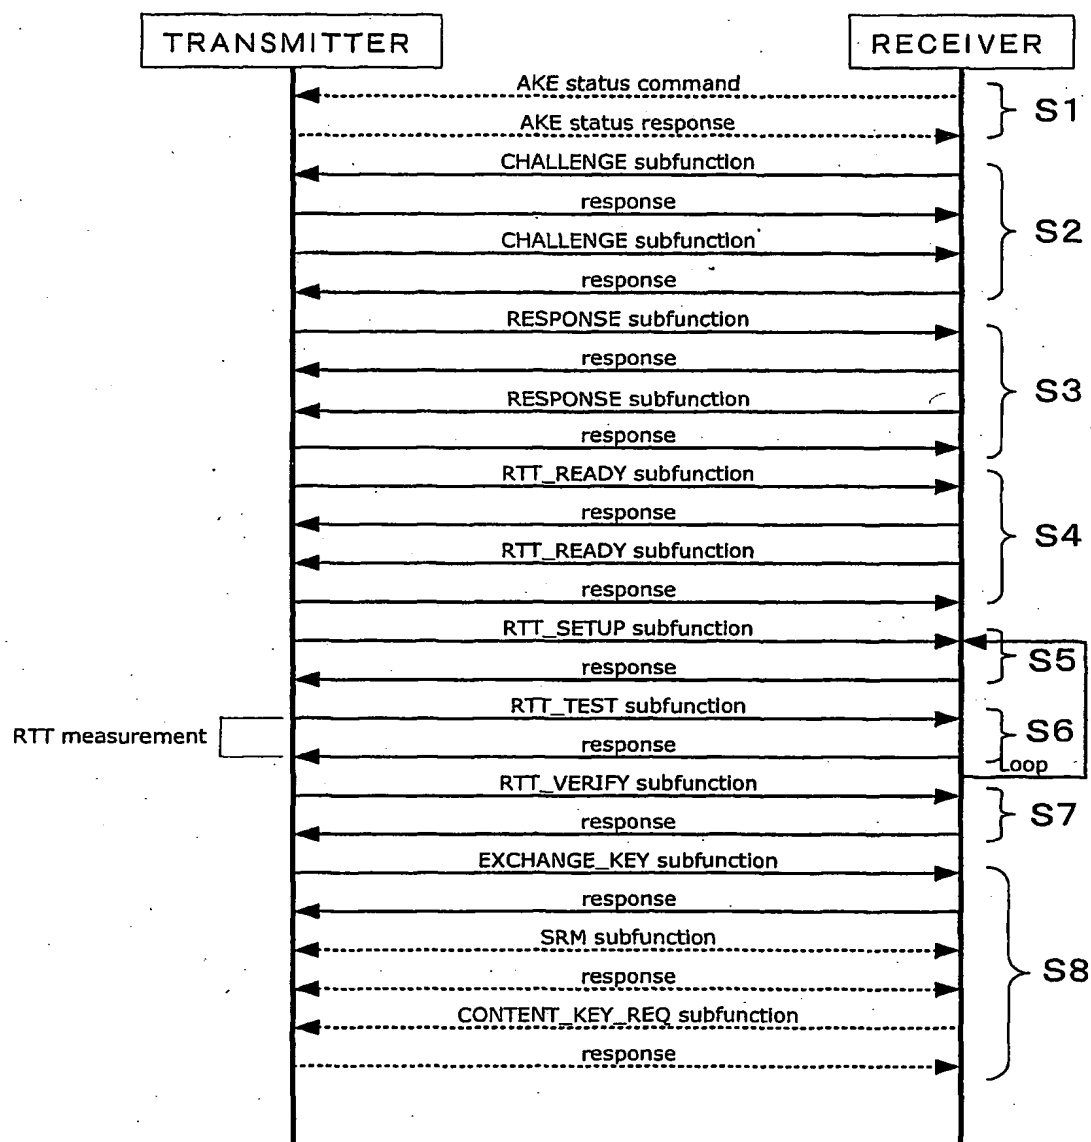 TRANSMITTER
RECEIVER
AKE status command
AKE status response
S1
CHALLENGE subfunction
response
CHALLENGE subfunction
response
S2
RESPONSE subfunction
response
RESPONSE subfunction
response
S3
RTT_READY subfunction
response
RTT_READY subfunction
response
S4
RTT_SETUP subfunction
response
S5
RTT_TEST subfunction
RTT measurement
response
S6
Loop
RTT_VERIFY subfunction
response
S7
EXCHANGE_KEY subfunction
response
SRM subfunction
response
CONTENT_KEY_REQ subfunction
response
S8